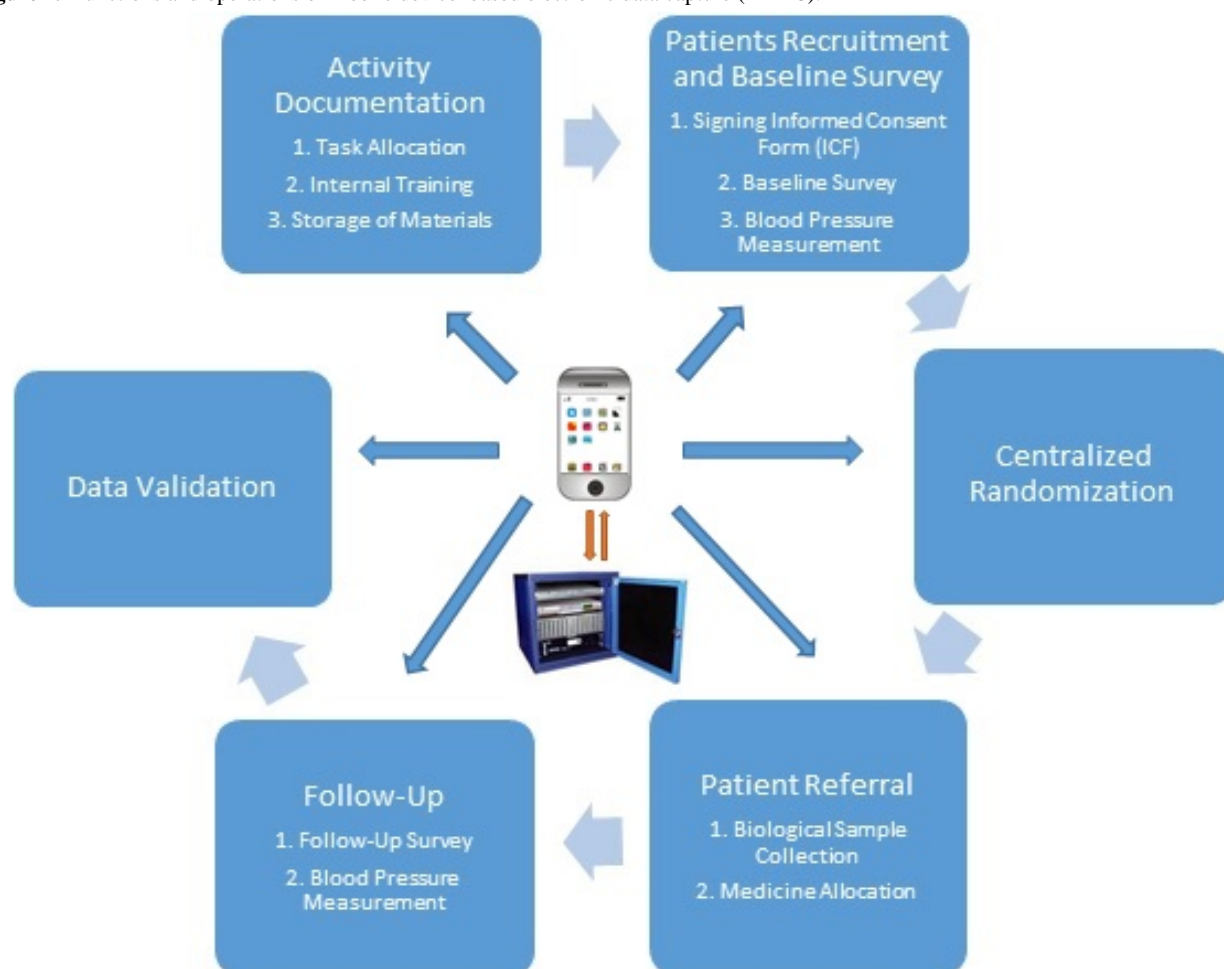 Activity
Documentation
1. Task Allocation
2. Internal Training
3. Storage of Materials
Patients Recruitment
and Baseline Survey
1. Signing Informed Consent
Form (ICF)
2. Baseline Survey
3. Blood Pressure
Measurement
Centralized
Randomization
Patient Referral
1. Biological Sample
Collection
2. Medicine Allocation
Follow-Up
1. Follow-Up Survey
2. Blood Pressure
Measurement
Data Validation